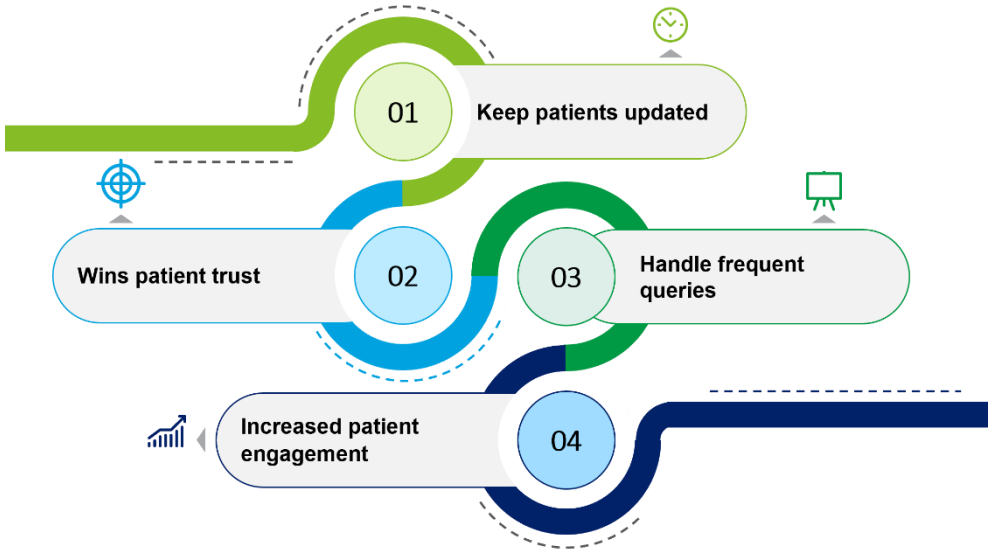 01
Keep patients updated
Wins patient trust
02
03
Handle frequent
queries
Increased patient
engagement
04